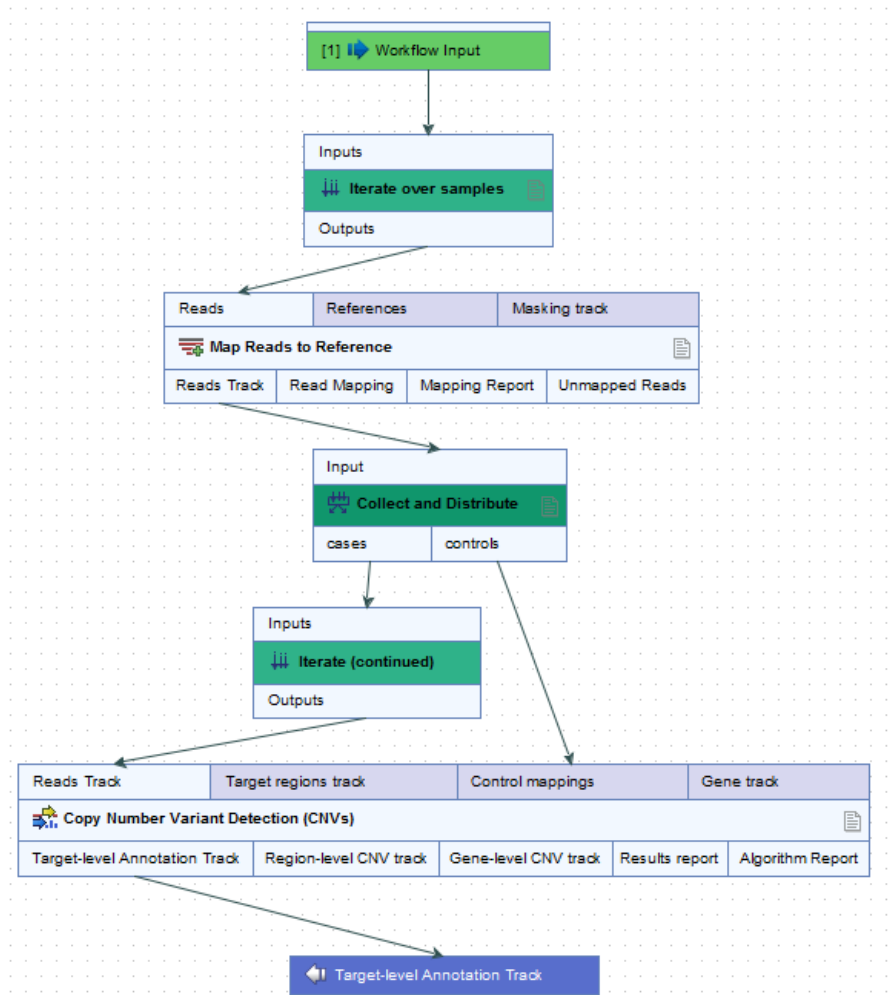 [1] Workflow Input
Inputs
Iterate over samples
Outputs
Reads References Masking track
Map Reads to Reference
Reads Track Read Mapping Mapping Report Unmapped Reads
Input
Collect and Distribute
cases controls
Inputs
Iterate (continued)
Outputs
Reads Track Target regions track Control mappings Gene track
Copy Number Variant Detection (CNVs)
Target-level Annotation Track Region-level CNV track Gene-level CNV track Results report Algorithm Report
Target-level Annotation Track